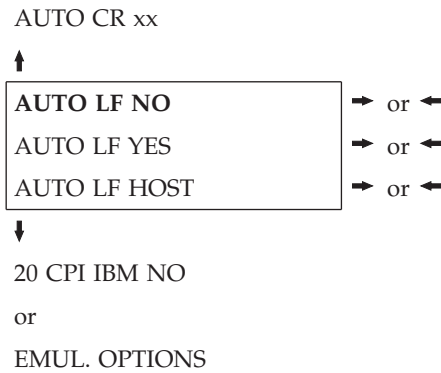 AUTO CR xx
AUTO LF NO or
AUTO LF YES or
AUTO LF HOST or
20 CPI IBM NO
or
EMUL. OPTIONS